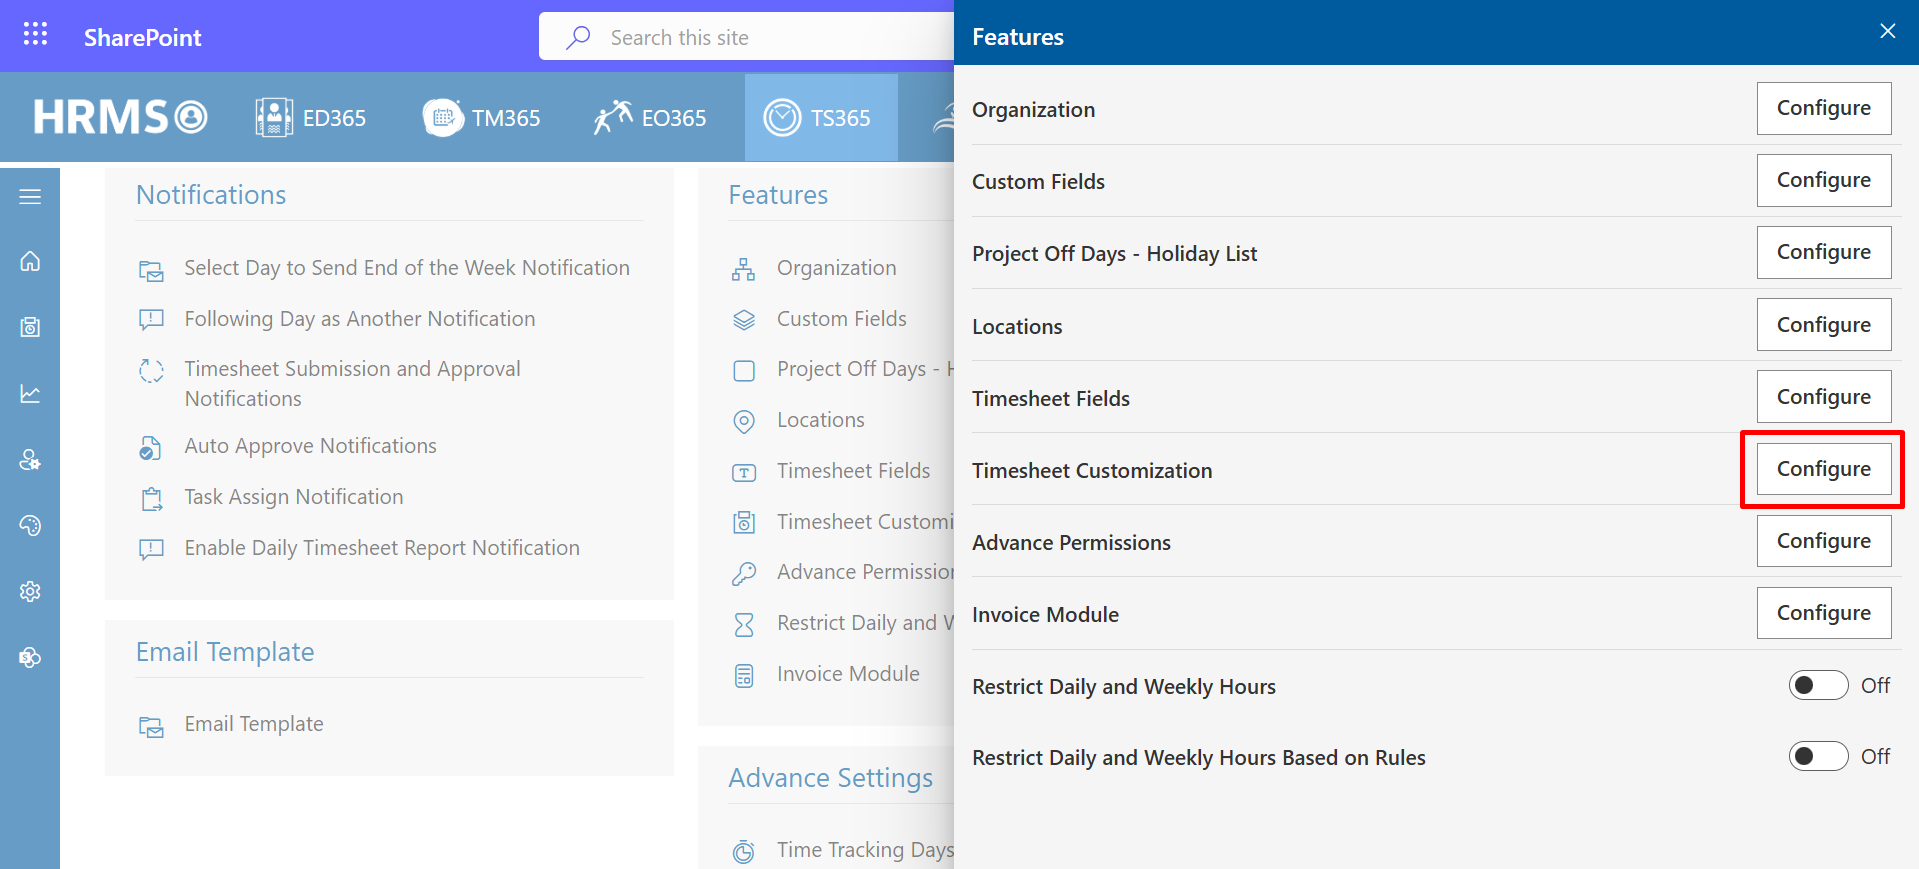 SharePoint
Search this site
HRMS
ED365
TM365
EO365
TS365
Notifications
Select Day to Send End of the Week Notification
Following Day as Another Notification
Timesheet Submission and Approval
Notifications
Auto Approve Notifications
Task Assign Notification
Enable Daily Timesheet Report Notification
Email Template
Email Template
Features
Organization
Custom Fields
Project Off Days - H
Locations
Timesheet Fields
Timesheet Customi
Advance Permission
Restrict Daily and W
Invoice Module
Advance Settings
Time Tracking Days
Features
Organization Configure
Custom Fields Configure
Project Off Days - Holiday List Configure
Locations Configure
Timesheet Fields Configure
Timesheet Customization Configure
Advance Permissions Configure
Invoice Module Configure
Restrict Daily and Weekly Hours Off
Restrict Daily and Weekly Hours Based on Rules Off